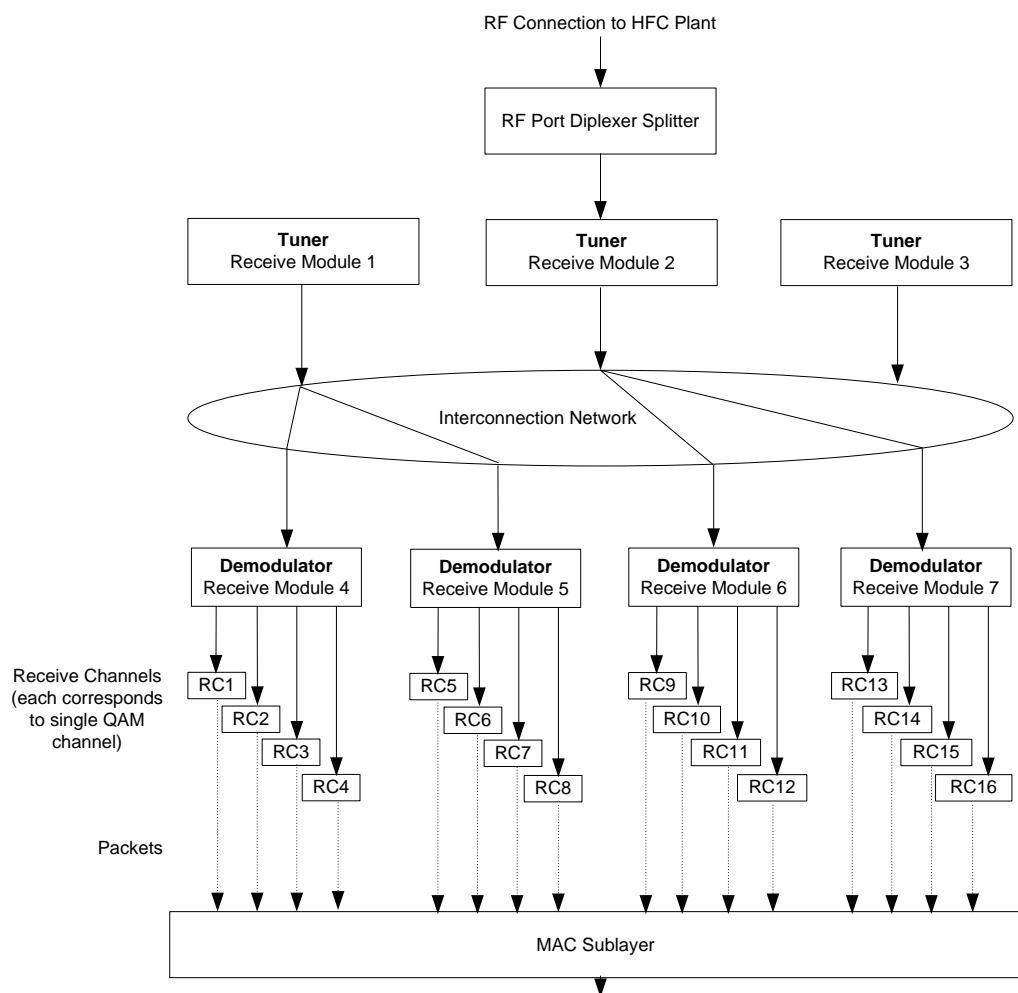 RF Connection to HFC Plant
RF Port Diplexer Splitter
Tuner
Receive Module 1
Tuner
Receive Module 2
Tuner
Receive Module 3
Interconnection Network
Demodulator
Receive Module 4
Demodulator
Receive Module 5
Demodulator
Receive Module 6
Demodulator
Receive Module 7
Receive Channels
(each corresponds
to single QAM
channel)
RC1
RC2
RC3
RC4
RC5
RC6
RC7
RC8
RC9
RC10
RC11
RC12
RC13
RC14
RC15
RC16
Packets
MAC Sublayer